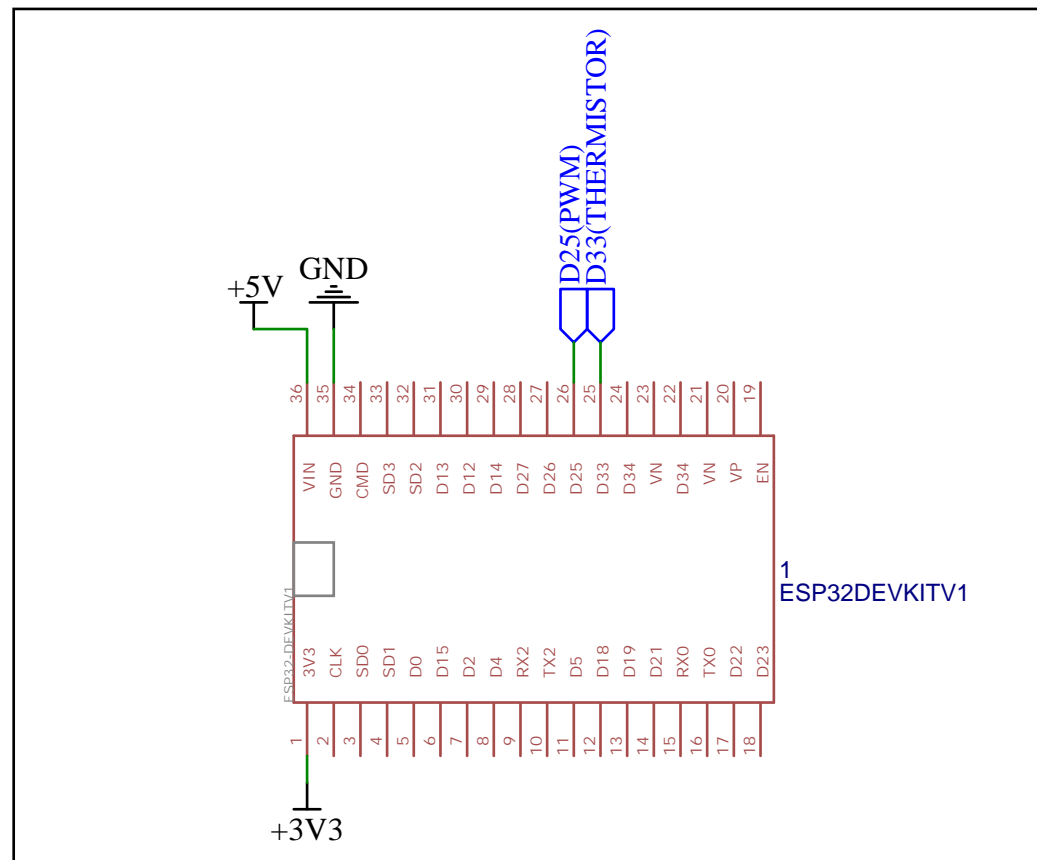 D25(PWM)
D33(THERMISTOR)
GND
+5V
36 35 34 33 32 31 30 29 28 27 26 25 24 23 22 21 20 19
VIN GND CMD SD3 SD2 D13 D12 D14 D27 D26 D25 D33 D34 VN D34 VN VP EN
1
ESP32DEVKITV1
ESP32-DEVKITV1
3V3 CLK SD0 SD1 D0 D15 D2 D4 RX2 TX2 D5 D18 D19 D21 RX0 TX0 D22 D23
1 2 3 4 5 6 7 8 9 10 11 12 13 14 15 16 17 18
+3V3